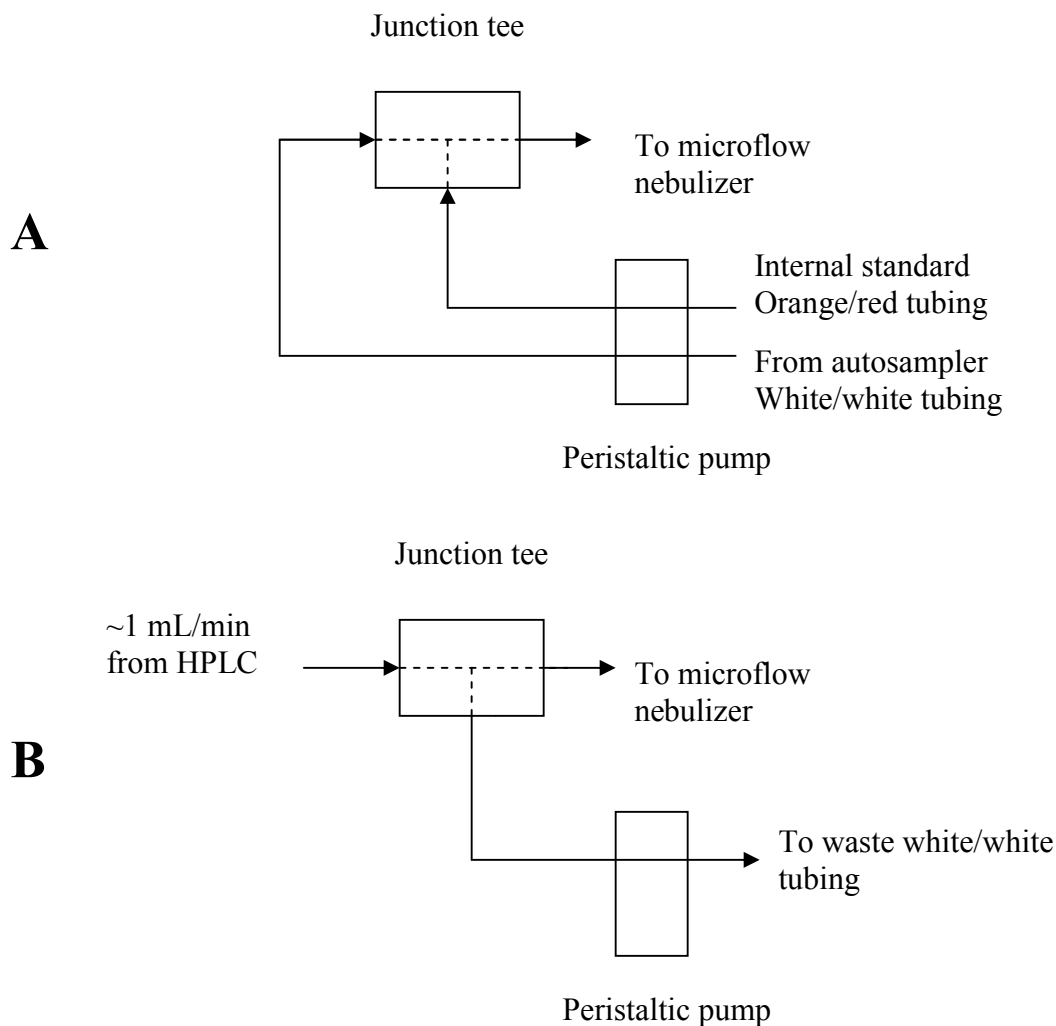 Junction tee
To microflow
nebulizer
A
Internal standard
Orange/red tubing
From autosampler
White/white tubing
Peristaltic pump
Junction tee
~1 mL/min
from HPLC
To microflow
nebulizer
B
To waste white/white
tubing
Peristaltic pump